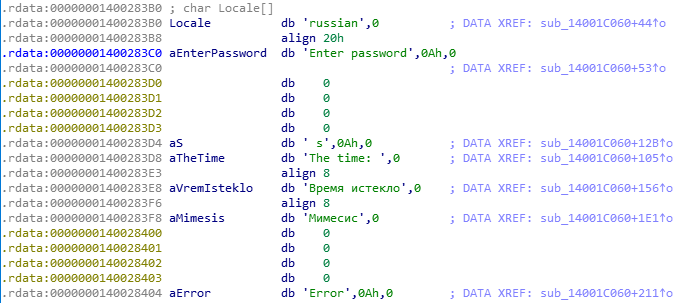 .rdata:00000001400283B0 ; char Locale[]
.rdata:00000001400283B0 Locale db 'russian',0 ; DATA XREF: sub_14001C060+44↑o
.rdata:00000001400283B8 align 20h
.rdata:00000001400283C0 aEnterPassword db 'Enter password',0Ah,0
.rdata:00000001400283C0 ; DATA XREF: sub_14001C060+53↑o
.rdata:00000001400283D0 db 0
.rdata:00000001400283D1 db 0
.rdata:00000001400283D2 db 0
.rdata:00000001400283D3 db 0
.rdata:00000001400283D4 aS db ' s',0Ah,0 ; DATA XREF: sub_14001C060+12B↑o
.rdata:00000001400283D8 aTheTime db 'The time: ',0 ; DATA XREF: sub_14001C060+105↑o
.rdata:00000001400283E3 align 8
.rdata:00000001400283E8 aVremIsteklo db 'Время истекло',0 ; DATA XREF: sub_14001C060+156↑o
.rdata:00000001400283F6 align 8
.rdata:00000001400283F8 aMimesis db 'Мимесис',0 ; DATA XREF: sub_14001C060+1E1↑o
.rdata:0000000140028400 db 0
.rdata:0000000140028401 db 0
.rdata:0000000140028402 db 0
.rdata:0000000140028403 db 0
.rdata:0000000140028404 aError db 'Error',0Ah,0 ; DATA XREF: sub_14001C060+211↑o